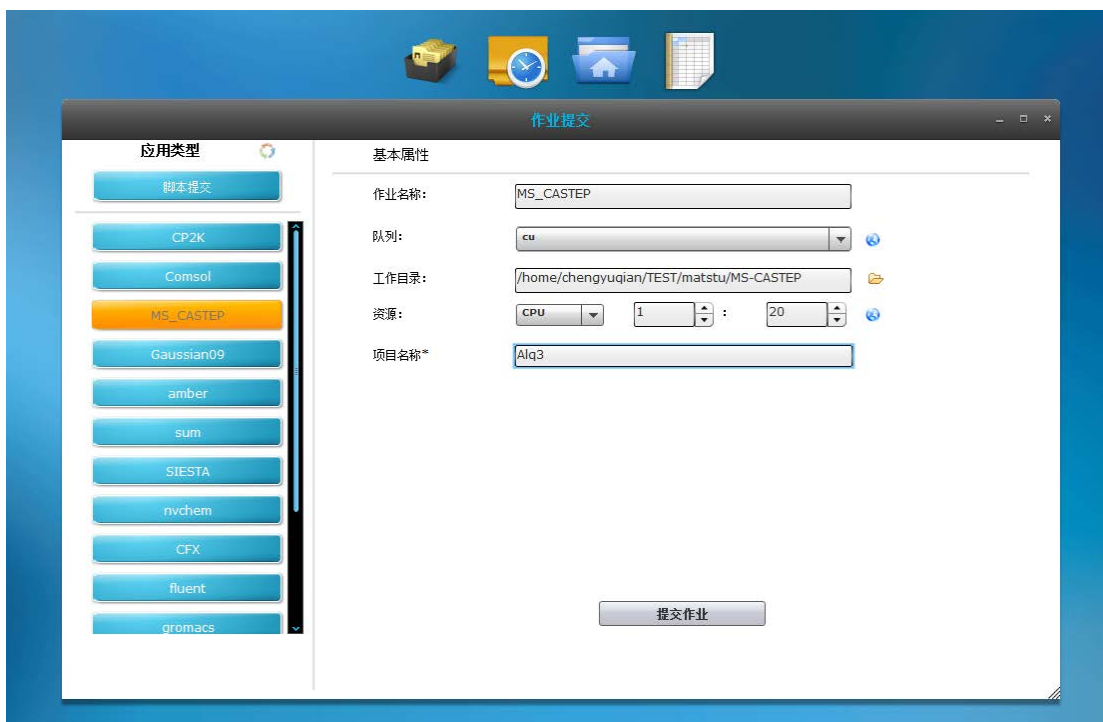 作业提交
应用类型
脚本提交
CP2K
Comsol
MS_CASTEP
Gaussian09
amber
sum
SIESTA
nvchem
CFX
fluent
gromacs
基本属性
作业名称: MS_CASTEP
队列: cu
工作目录: /home/chengyuqian/TEST/matstu/MS-CASTEP
资源: CPU 1 : 20
项目名称* Alq3
提交作业